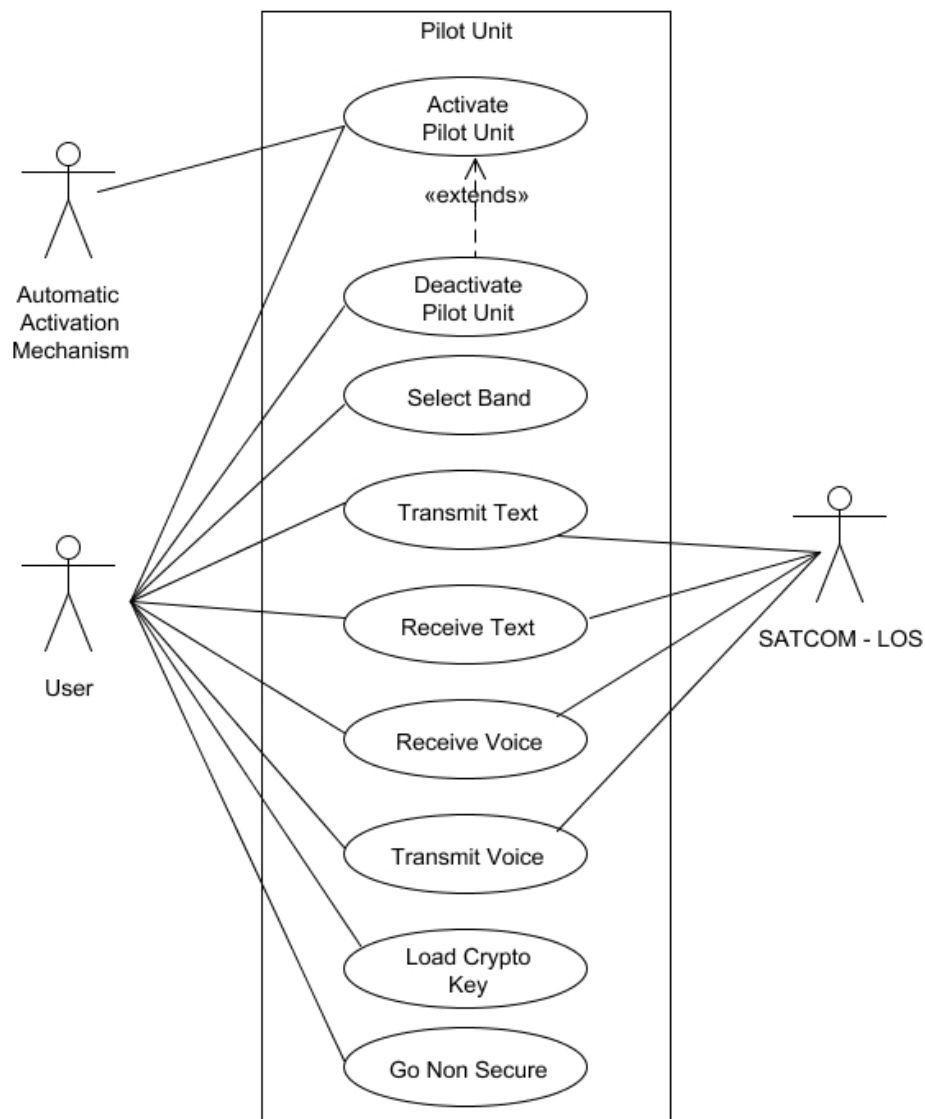 Pilot Unit
Activate
Pilot Unit
«extends»
Automatic
Activation
Mechanism
Deactivate
Pilot Unit
Select Band
Transmit Text
SATCOM - LOS
User
Receive Text
Receive Voice
Transmit Voice
Load Crypto
Key
Go Non Secure